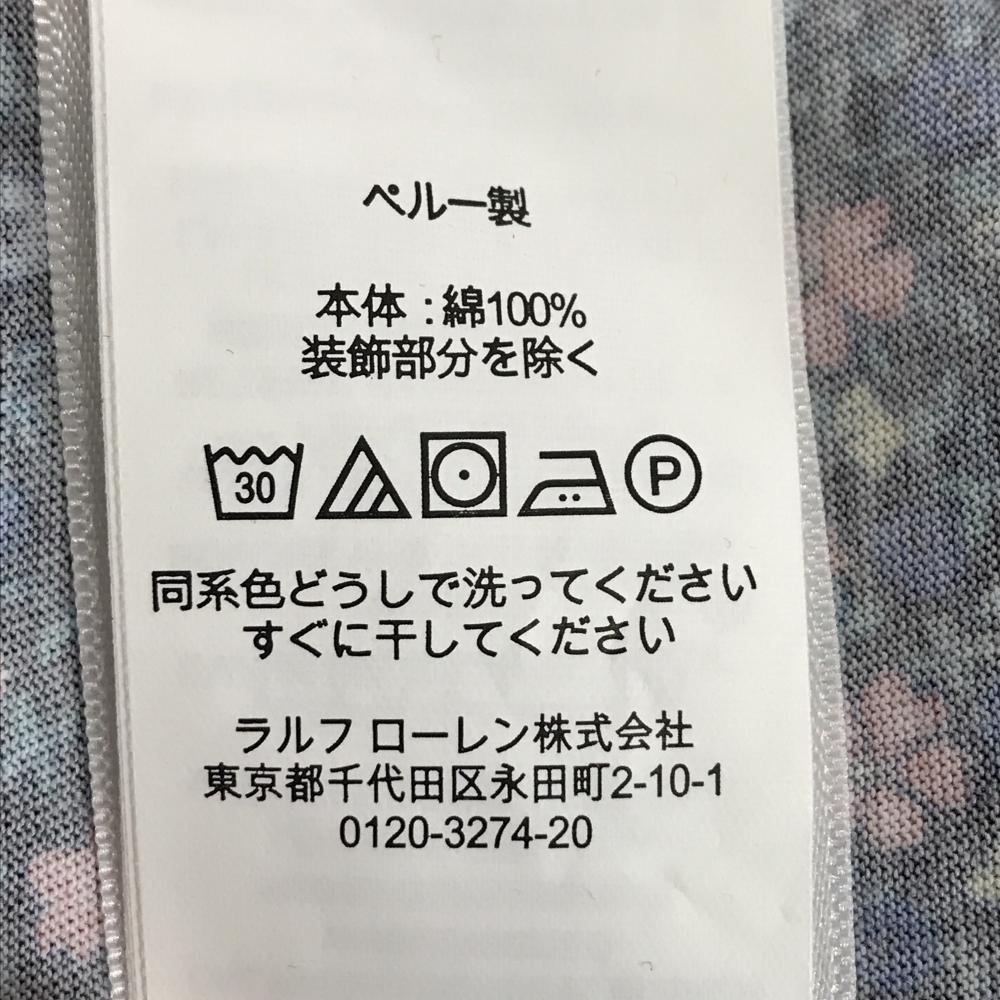 ペルー製
本体:綿100%
装飾部分を除く
30 P
同系色どうしで洗ってください
すぐに干してください
ラルフ ローレン株式会社
東京都千代田区永田町2-10-1
0120-3274-20